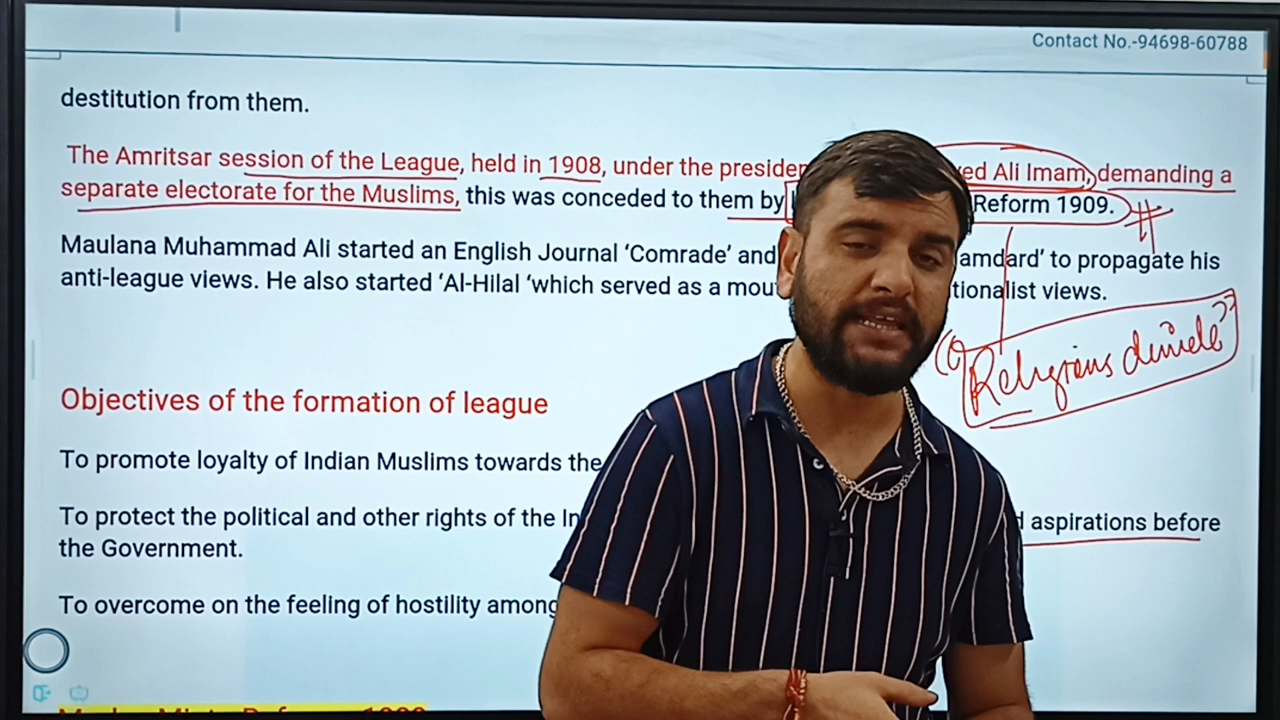 Contact No.-94698-60788
destitution from them.
The Amritsar session of the League, held in 1908, under the presiden ed Ali Imam, demanding a
separate electorate for the Muslims, this was conceded to them by Reform 1909.
Maulana Muhammad Ali started an English Journal ‘Comrade’ and amdard’ to propagate his
anti-league views. He also started ‘Al-Hilal ‘which served as a mou tionalist views.
Religious divide
Objectives of the formation of league
To promote loyalty of Indian Muslims towards the
To protect the political and other rights of the In d aspirations before
the Government.
To overcome on the feeling of hostility among